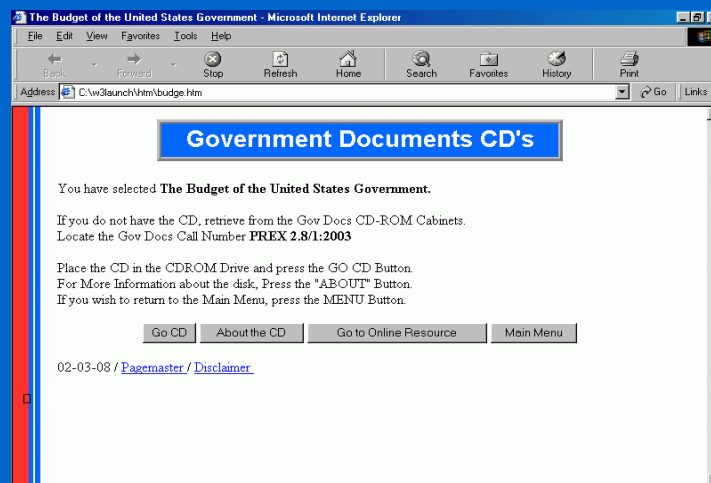 The Budget of the United States Government - Microsoft Internet Explorer
File Edit View Favorites Tools Help
Back Forward Stop Refresh Home Search Favorites History Print
Address C:\w3launch\htm\budge.htm Go Links
Government Documents CD's
You have selected The Budget of the United States Government.
If you do not have the CD, retrieve from the Gov Docs CD-ROM Cabinets.
Locate the Gov Docs Call Number PREX 2.8/1:2003
Place the CD in the CDROM Drive and press the GO CD Button.
For More Information about the disk, Press the "ABOUT" Button.
If you wish to return to the Main Menu, press the MENU Button.
Go CD About the CD Go to Online Resource Main Menu
02-03-08 / Pagemaster / Disclaimer